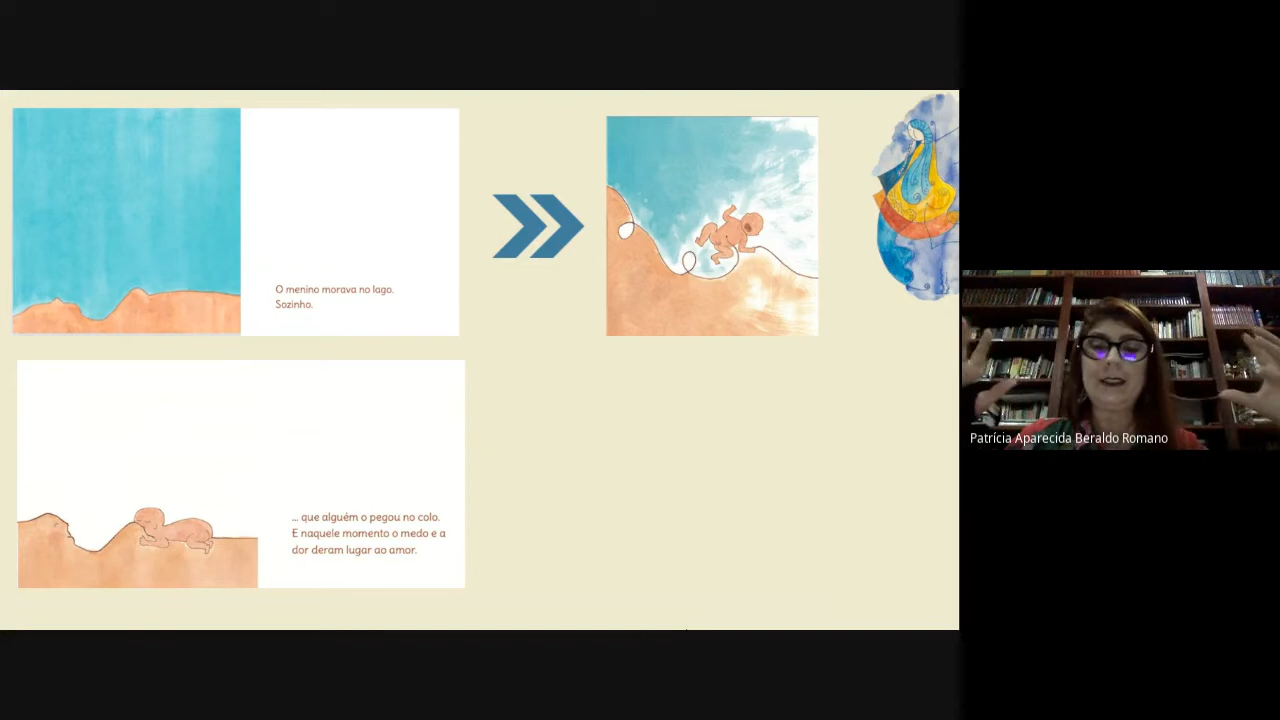 O menino morava no lago.
Sozinho.
... que alguém o pegou no colo.
E naquele momento o medo e a
dor deram lugar ao amor.
Patrícia Aparecida Beraldo Romano